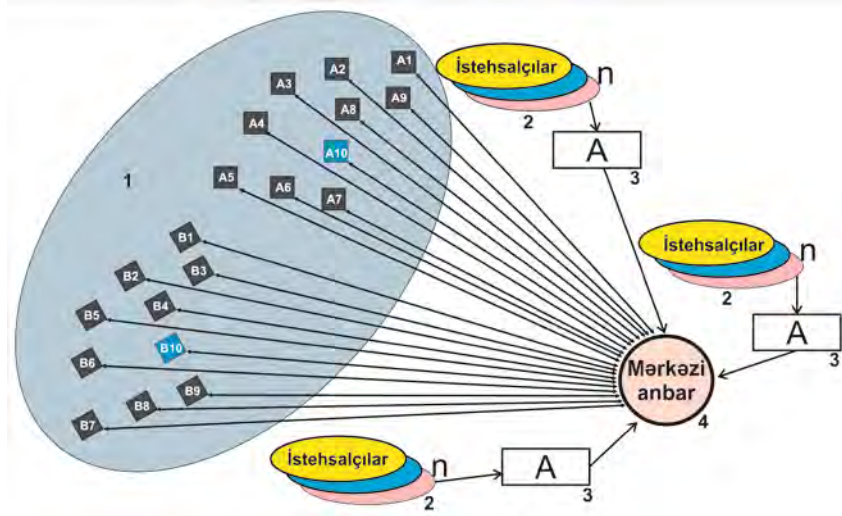 1
A1
A2
A3
A9
A8
A4
A10
A5
A6
A7
B1
B3
B2
B4
B5
B10
B6
B9
B8
B7
İstehsalçılar
n
2
A
3
İstehsalçılar
n
2
A
3
Mərkəzi
anbar
4
İstehsalçılar
n
2
A
3